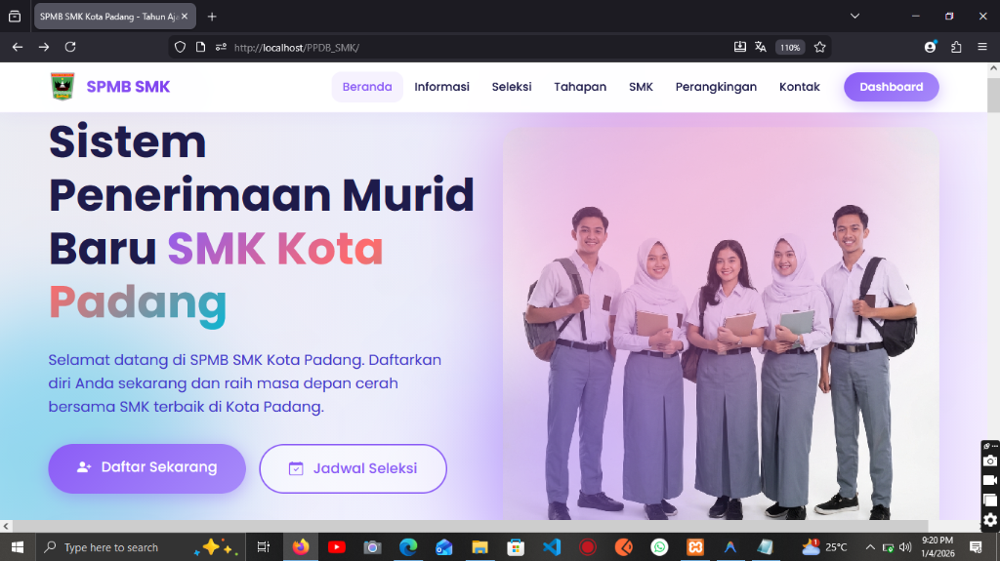 SPMB SMK Kota Padang - Tahun Aja
http://localhost/PPDB_SMK/
110%
SPMB SMK
Beranda
Informasi
Seleksi
Tahapan
SMK
Perangkingan
Kontak
Dashboard
Sistem
Penerimaan Murid
Baru SMK Kota
Padang
Selamat datang di SPMB SMK Kota Padang. Daftarkan
diri Anda sekarang dan raih masa depan cerah
bersama SMK terbaik di Kota Padang.
Daftar Sekarang
Jadwal Seleksi
Type here to search
1
25°C
9:20 PM
1/4/2026